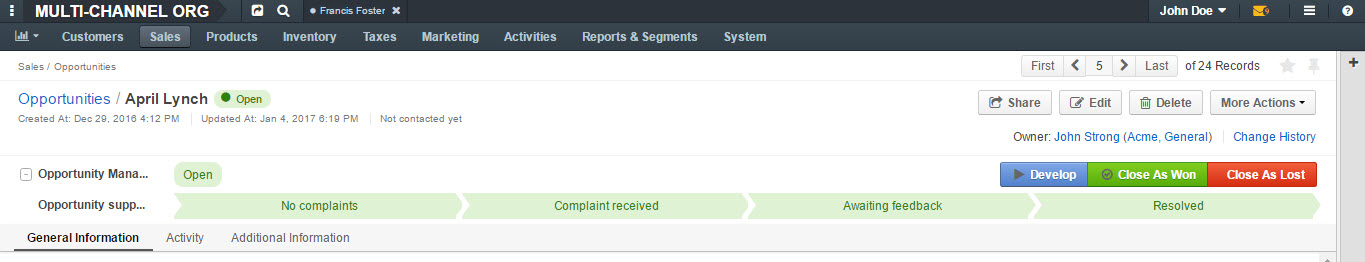 MULTI-CHANNEL ORG Francis Foster John Doe
Customers Sales Products Inventory Taxes Marketing Activities Reports & Segments System
Sales / Opportunities First 5 Last of 24 Records
Opportunities / April Lynch Open Share Edit Delete More Actions
Created At: Dec 29, 2016 4:12 PM Updated At: Jan 4, 2017 6:19 PM Not contacted yet
Owner: John Strong (Acme, General) Change History
Opportunity Mana... Open Develop Close As Won Close As Lost
Opportunity supp... No complaints Complaint received Awaiting feedback Resolved
General Information Activity Additional Information